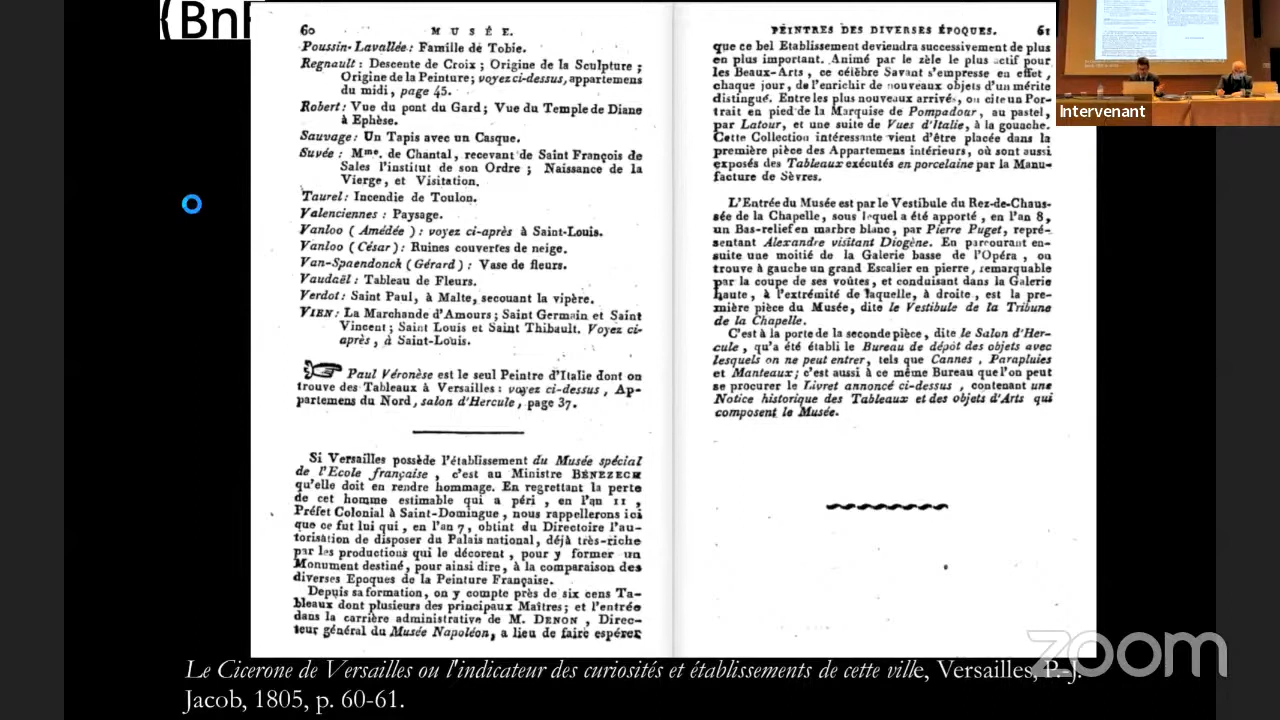 (BnF
60 MUSÉE.
Poussin-Lavallée : Famille de Tobie.
Regnault : Descente de Croix ; Origine de la Sculpture ;
Origine de la Peinture ; voyez ci-dessus, appartemens
du midi, page 45.
Robert : Vue du pont du Gard ; Vue du Temple de Diane
à Ephèse.
Sauvage : Un Tapis avec un Casque.
Suvée : Mme. de Chantal, recevant de Saint François de
Sales l'institut de son Ordre ; Naissance de la
Vierge, et Visitation.
Taurel : Incendie de Toulon.
Valenciennes : Paysage.
Vanloo ( Amédée ) : voyez ci-après à Saint-Louis.
Vanloo ( César ) : Ruines couvertes de neige.
Van-Spaendonck ( Gérard ) : Vase de fleurs.
Vaudaël : Tableau de Fleurs.
Verdot : Saint Paul, à Malte, secouant la vipère.
VIEN : La Marchande d'Amours ; Saint Germain et Saint
Vincent ; Saint Louis et Saint Thibault. Voyez ci-
après , à Saint-Louis.
Paul Véronèse est le seul Peintre d'Italie dont on
trouve des Tableaux à Versailles : voyez ci-dessus , Ap-
partemens du Nord , salon d'Hercule , page 37.
Si Versailles possède l'établissement du Musée spécial
de l'Ecole française , c'est au Ministre BÉNEZECH
qu'elle doit en rendre hommage. En regrettant la perte
de cet homme estimable qui a péri , en l'an 11 ,
Préfet Colonial à Saint-Domingue , nous rappellerons ici
que ce fut lui qui , en l'an 7 , obtint du Directoire l'au-
torisation de disposer du Palais national, déjà très-riche
par les productions qui le décorent , pour y former un
Monument destiné, pour ainsi dire, à la comparaison des
diverses Epoques de la Peinture Française.
Depuis sa formation, on y compte près de six cens Ta-
bleaux dont plusieurs des principaux Maîtres ; et l'entrée
dans la carrière administrative de M. DENON , Direc-
teur général du Musée Napoléon, a lieu de faire espérer
PEINTRES DES DIVERSES ÉPOQUES. 61
que ce bel Etablissement deviendra successivement de plus
en plus important. Animé par le zèle le plus actif pour
les Beaux-Arts , ce célèbre Savant s'empresse en effet,
chaque jour, de l'enrichir de nouveaux objets d'un mérite
distingué. Entre les plus nouveaux arrivés, on cite un Por-
trait en pied de la Marquise de Pompadour, au pastel,
par Latour, et une suite de Vues d'Italie, à la gouache.
Cette Collection intéressante vient d'être placée dans la
première pièce des Appartemens intérieurs, où sont aussi
exposés des Tableaux exécutés en porcelaine par la Manu-
facture de Sèvres.
L'Entrée du Musée est par le Vestibule du Rez-de-Chaus-
sée de la Chapelle, sous lequel a été apporté , en l'an 8,
un Bas-relief en marbre blanc, par Pierre Puget, repré-
sentant Alexandre visitant Diogène. En parcourant en-
suite une moitié de la Galerie basse de l'Opéra , on
trouve à gauche un grand Escalier en pierre, remarquable
par la coupe de ses voûtes, et conduisant dans la Galerie
haute , à l'extrémité de laquelle, à droite , est la pre-
mière pièce du Musée, dite le Vestibule de la Tribune
de la Chapelle.
C'est à la porte de la seconde pièce, dite le Salon d'Her-
cule , qu'a été établi le Bureau de dépôt des objets avec
lesquels on ne peut entrer, tels que Cannes , Parapluies
et Manteaux ; c'est aussi à ce même Bureau que l'on peut
se procurer le Livret annoncé ci-dessus , contenant une
Notice historique des Tableaux et des objets d'Arts qui
composent le Musée.
Le Cicerone de Versailles ou l'indicateur des curiosités et établissements de cette ville, Versailles, P.-J.
Jacob, 1805, p. 60-61.
Intervenant
zoom